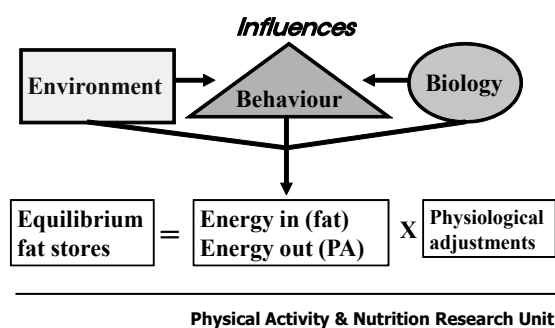 Influences
Environment
Behaviour
Biology
Equilibrium
fat stores
=
Energy in (fat)
Energy out (PA)
X
Physiological
adjustments
Physical Activity & Nutrition Research Unit